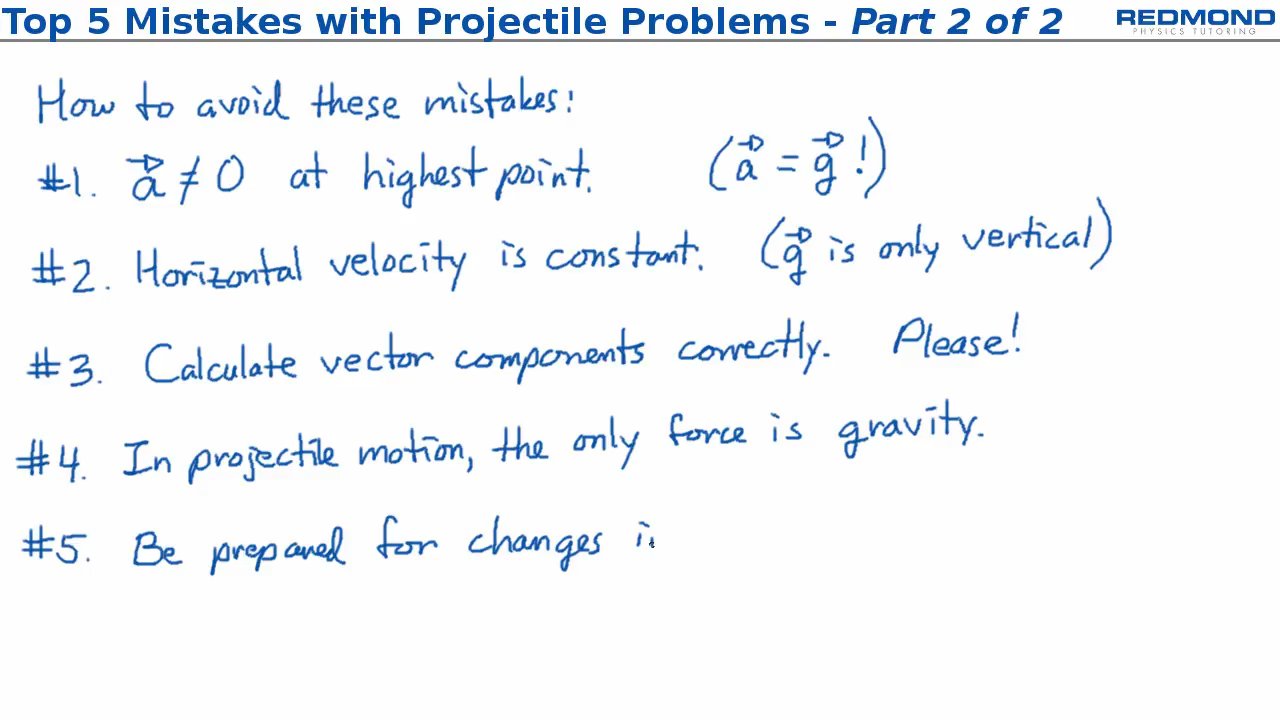 Top 5 Mistakes with Projectile Problems - Part 2 of 2
REDMOND
PHYSICS TUTORING
How to avoid these mistakes:
#1. a⃗ ≠ 0 at highest point. (a⃗ = g⃗ !)
#2. Horizontal velocity is constant. (g⃗ is only vertical)
#3. Calculate vector components correctly. Please!
#4. In projectile motion, the only force is gravity.
#5. Be prepared for changes i